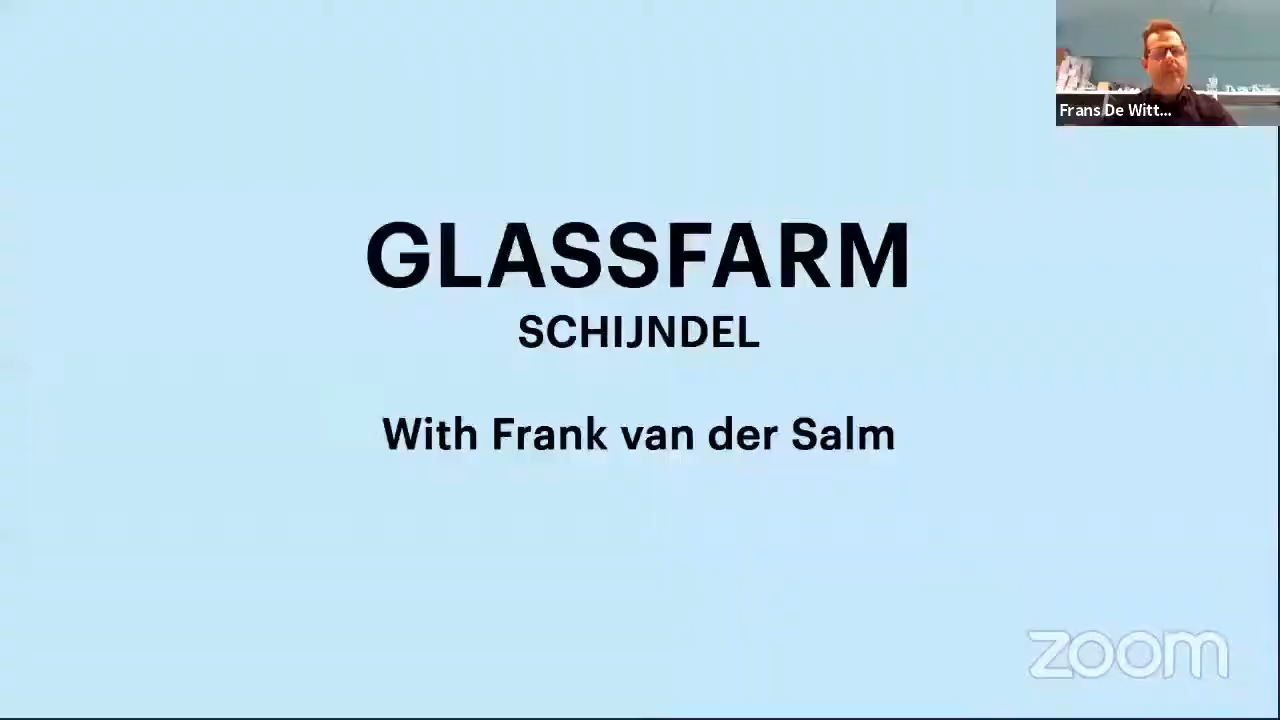 Frans De Witt...
GLASSFARM
SCHIJNDEL
With Frank van der Salm
zoom